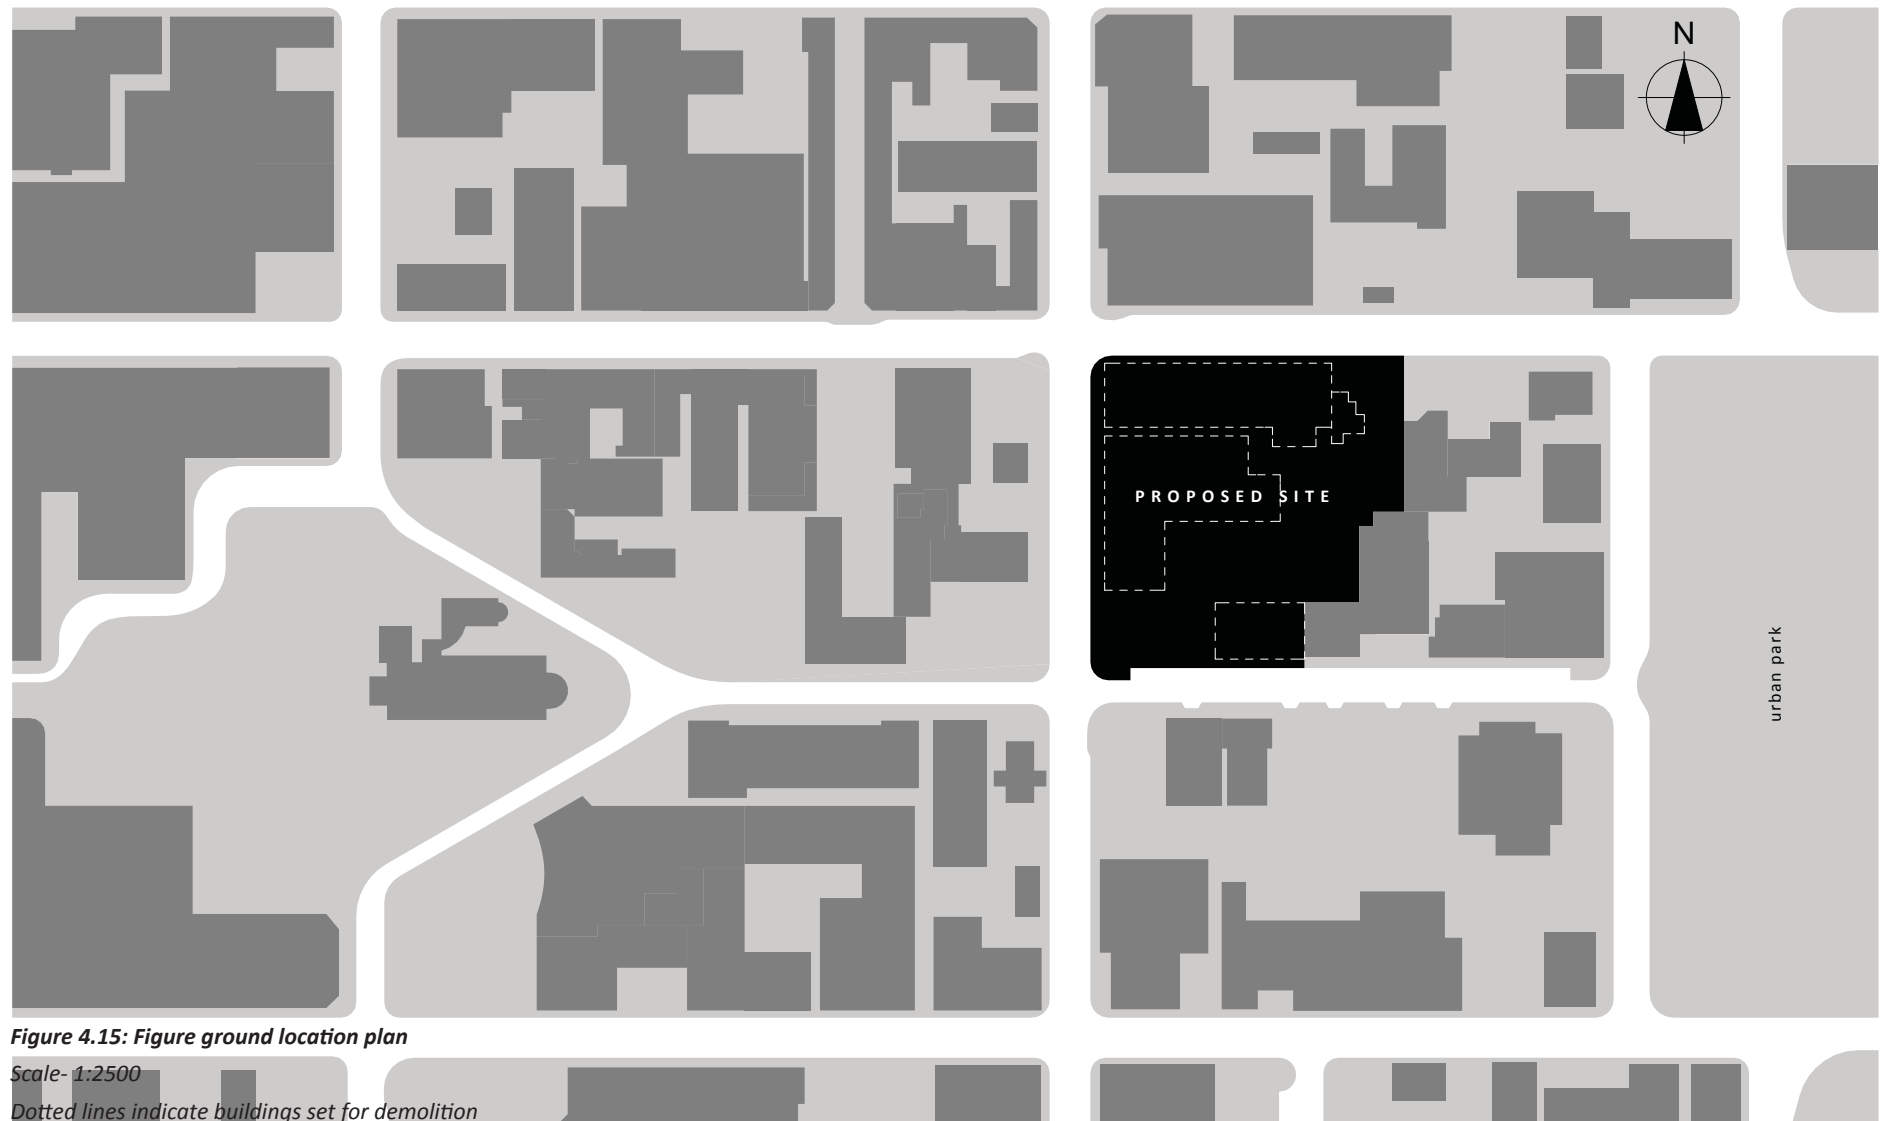 N
PROPOSED SITE
urban park
Figure 4.15: Figure ground location plan
Scale- 1:2500
Dotted lines indicate buildings set for demolition